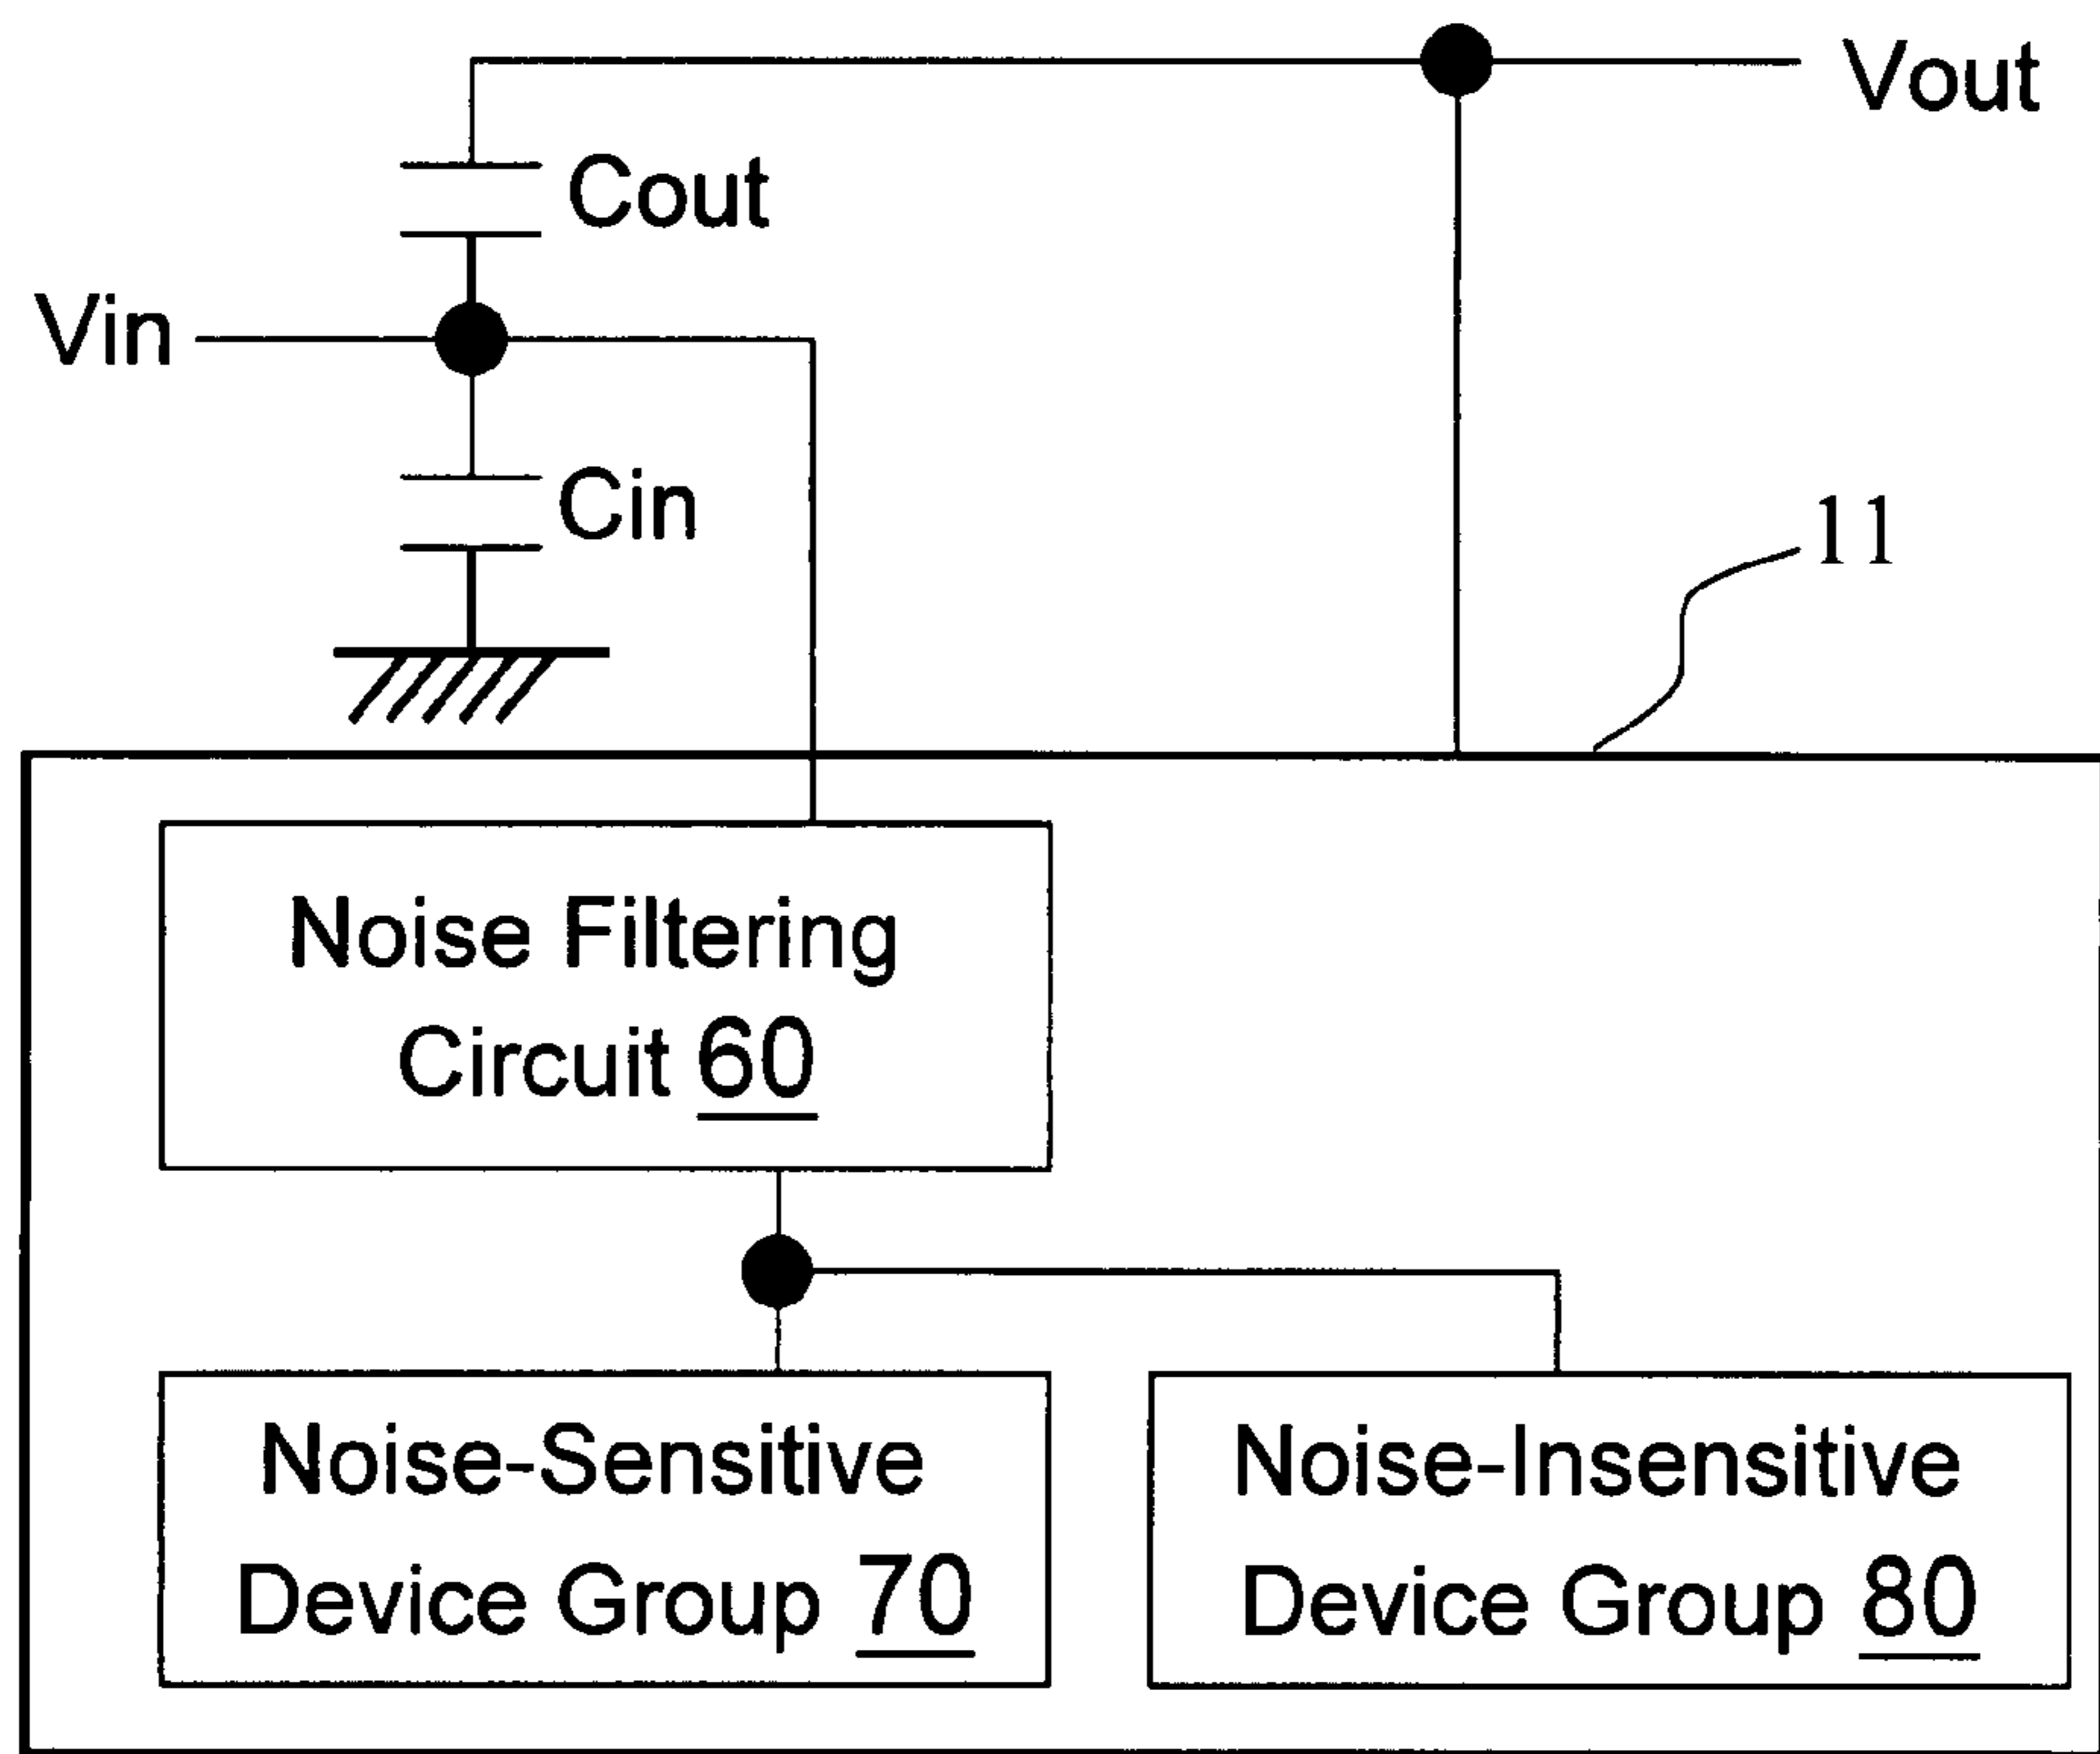 Vout
Cout
Vin
Cin
11
Noise Filtering
Circuit 60
Noise-Sensitive
Device Group 70
Noise-Insensitive
Device Group 80